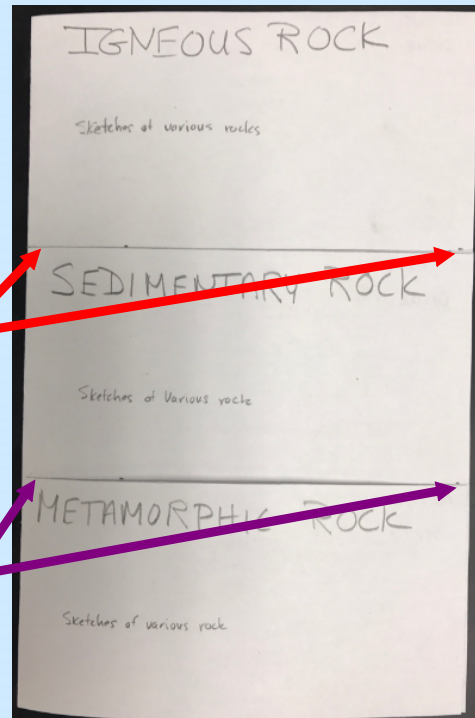 IGNEOUS ROCK
Sketches of various rocks
SEDIMENTARY ROCK
Sketches of Various rocks
METAMORPHIC ROCK
Sketches of various rock